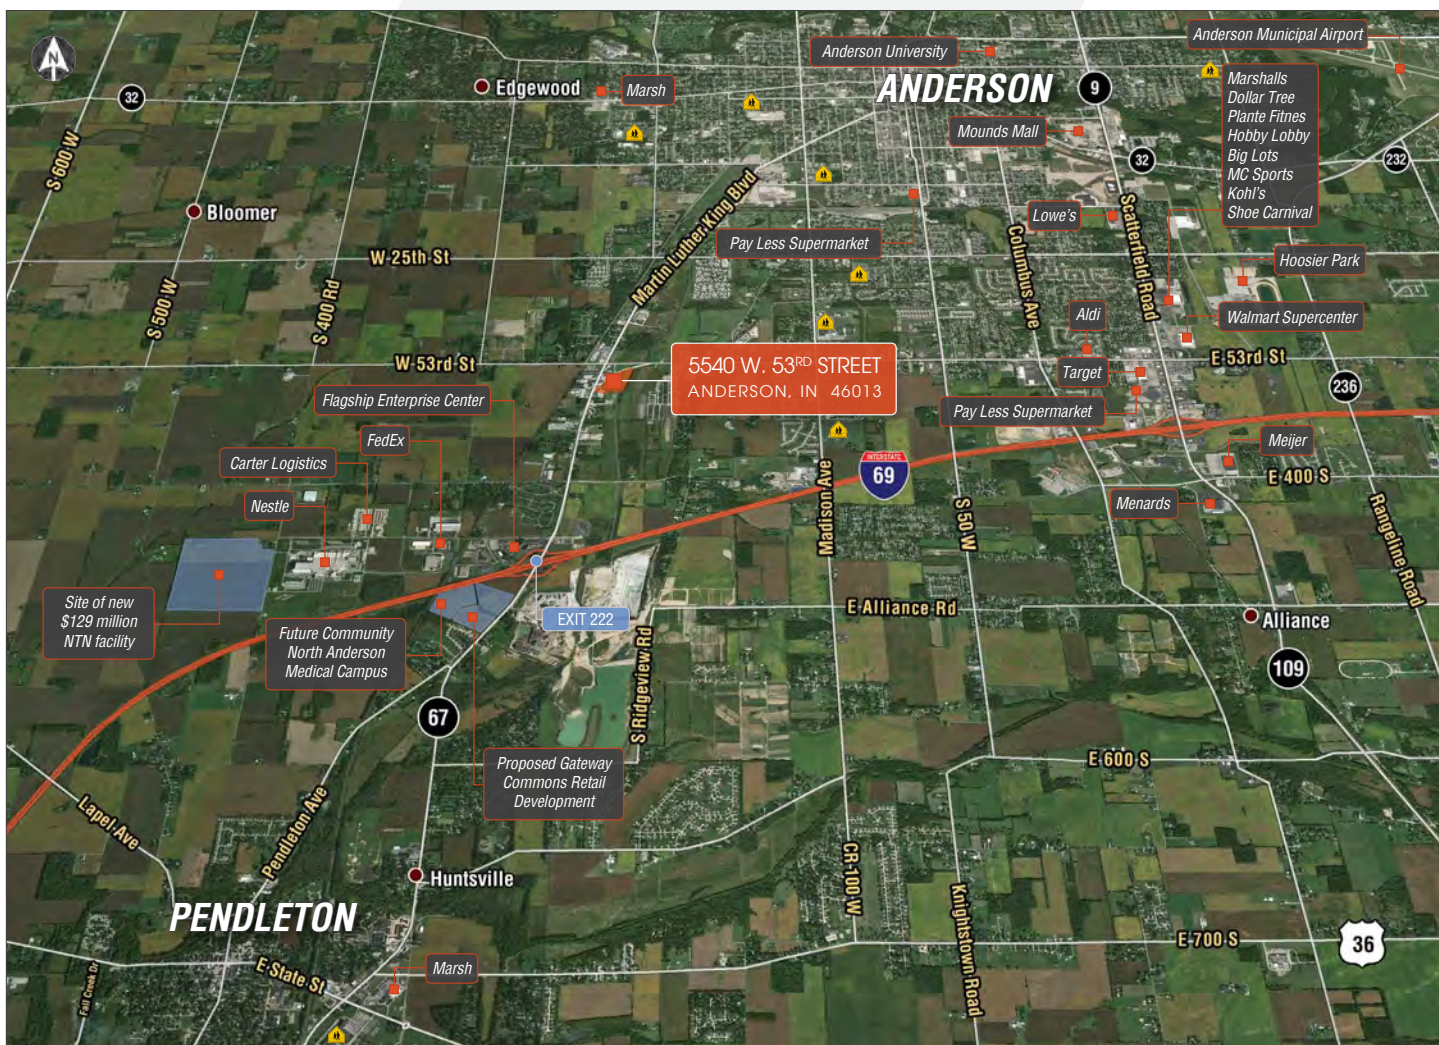 N
Anderson University
Anderson Municipal Airport
ANDERSON
9
32
Edgewood
Marsh
Marshalls
Dollar Tree
Plante Fitnes
Hobby Lobby
Big Lots
MC Sports
Kohl's
Shoe Carnival
Mounds Mall
32
232
S 600 W
Bloomer
Martin Luther King Blvd
Pay Less Supermarket
Lowe's
Scatterfield Road
Columbus Ave
W 25th St
Hoosier Park
S 500 W
S 400 Rd
Aldi
Walmart Supercenter
W 53rd St
5540 W. 53RD STREET
ANDERSON, IN 46013
E 53rd St
Target
236
Flagship Enterprise Center
Pay Less Supermarket
FedEx
Meijer
Carter Logistics
INTERSTATE
69
E 400 S
Nestle
Madison Ave
S 50 W
Menards
Rangeline Road
Site of new
$129 million
NTN facility
EXIT 222
E Alliance Rd
Alliance
Future Community
North Anderson
Medical Campus
S Ridgeview Rd
109
67
Proposed Gateway
Commons Retail
Development
E 600 S
Lapel Ave
Pendleton Ave
Huntsville
CR-100 W
Knightstown Road
PENDLETON
E 700 S
36
Fall Creek Dr
E State St
Marsh